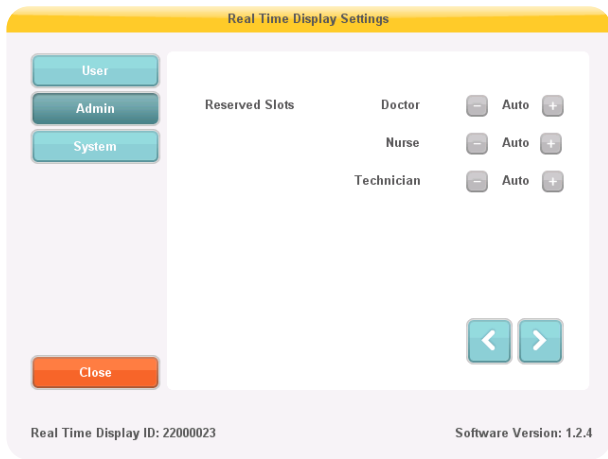 Real Time Display Settings
User
Admin
System
Reserved Slots Doctor - Auto +
Nurse - Auto +
Technician - Auto +
Close
Real Time Display ID: 22000023 Software Version: 1.2.4